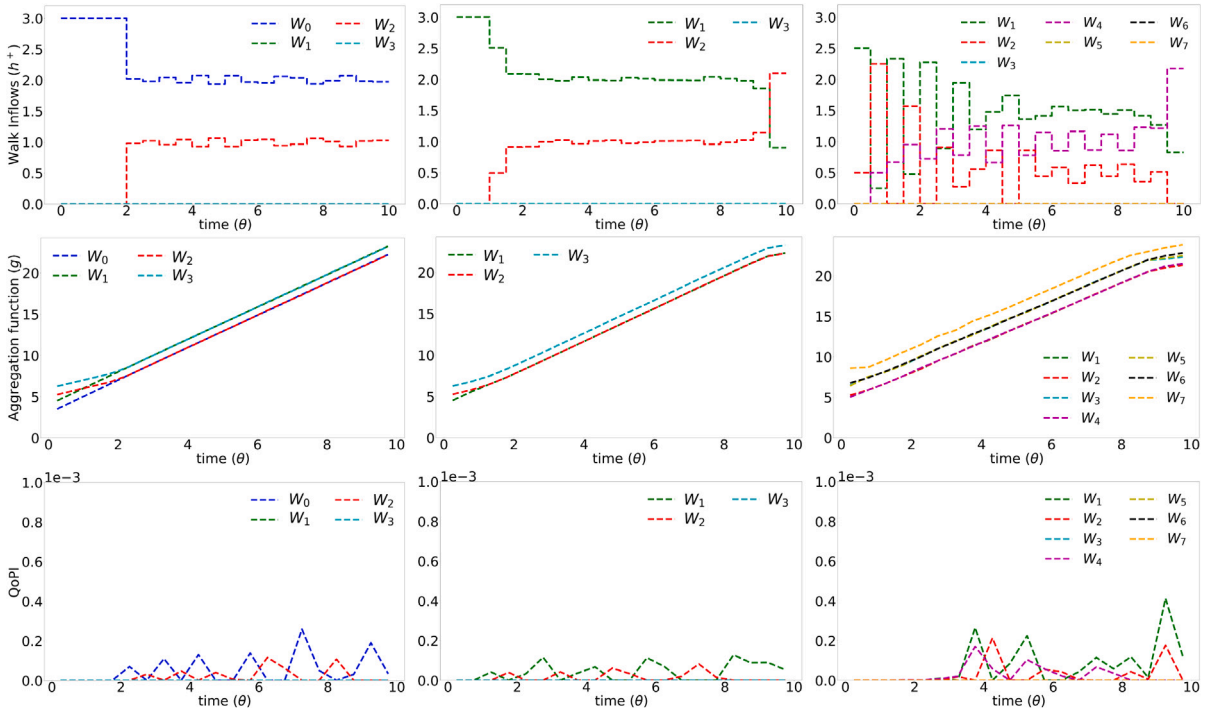 Walk Inflows (h⁺)
3.0
2.5
2.0
1.5
1.0
0.5
0.0
0 2 4 6 8 10
time (θ)
W₀ W₂
W₁ W₃
3.0
2.5
2.0
1.5
1.0
0.5
0.0
0 2 4 6 8 10
time (θ)
W₁ W₃
W₂
3.0
2.5
2.0
1.5
1.0
0.5
0.0
0 2 4 6 8 10
time (θ)
W₁ W₄ W₆
W₂ W₅ W₇
W₃
Aggregation function (g)
20
15
10
5
0
0 2 4 6 8 10
time (θ)
W₀ W₂
W₁ W₃
20
15
10
5
0
0 2 4 6 8 10
time (θ)
W₁ W₃
W₂
20
15
10
5
0
0 2 4 6 8 10
time (θ)
W₁ W₅
W₂ W₆
W₃ W₇
W₄
QoPI
1e−3
1.0
0.8
0.6
0.4
0.2
0.0
0 2 4 6 8 10
time (θ)
W₀ W₂
W₁ W₃
1e−3
1.0
0.8
0.6
0.4
0.2
0.0
0 2 4 6 8 10
time (θ)
W₁ W₃
W₂
1e−3
1.0
0.8
0.6
0.4
0.2
0.0
0 2 4 6 8 10
time (θ)
W₁ W₅
W₂ W₆
W₃ W₇
W₄